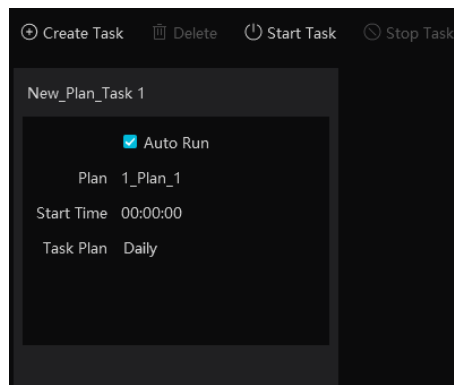 Create Task Delete Start Task Stop Task
New_Plan_Task 1
Auto Run
Plan 1_Plan_1
Start Time 00:00:00
Task Plan Daily